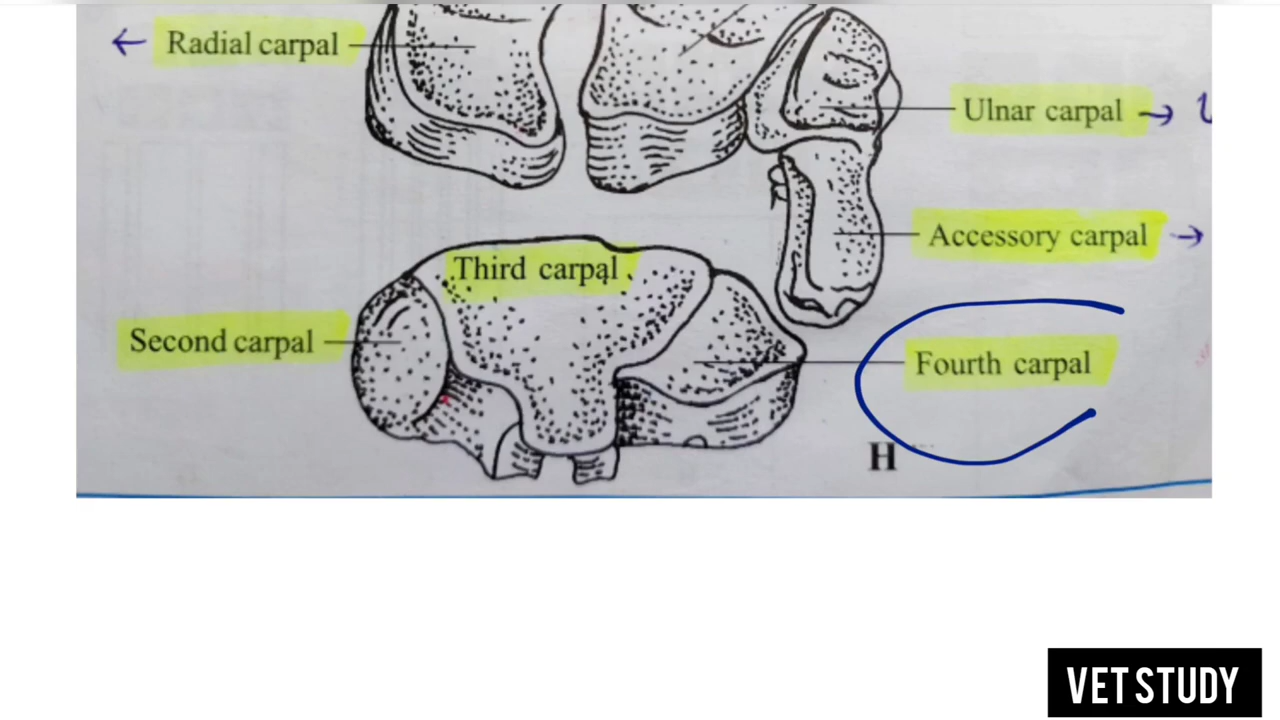 ← Radial carpal
Ulnar carpal →
Accessory carpal →
Third carpal
Second carpal
Fourth carpal
H
VET STUDY